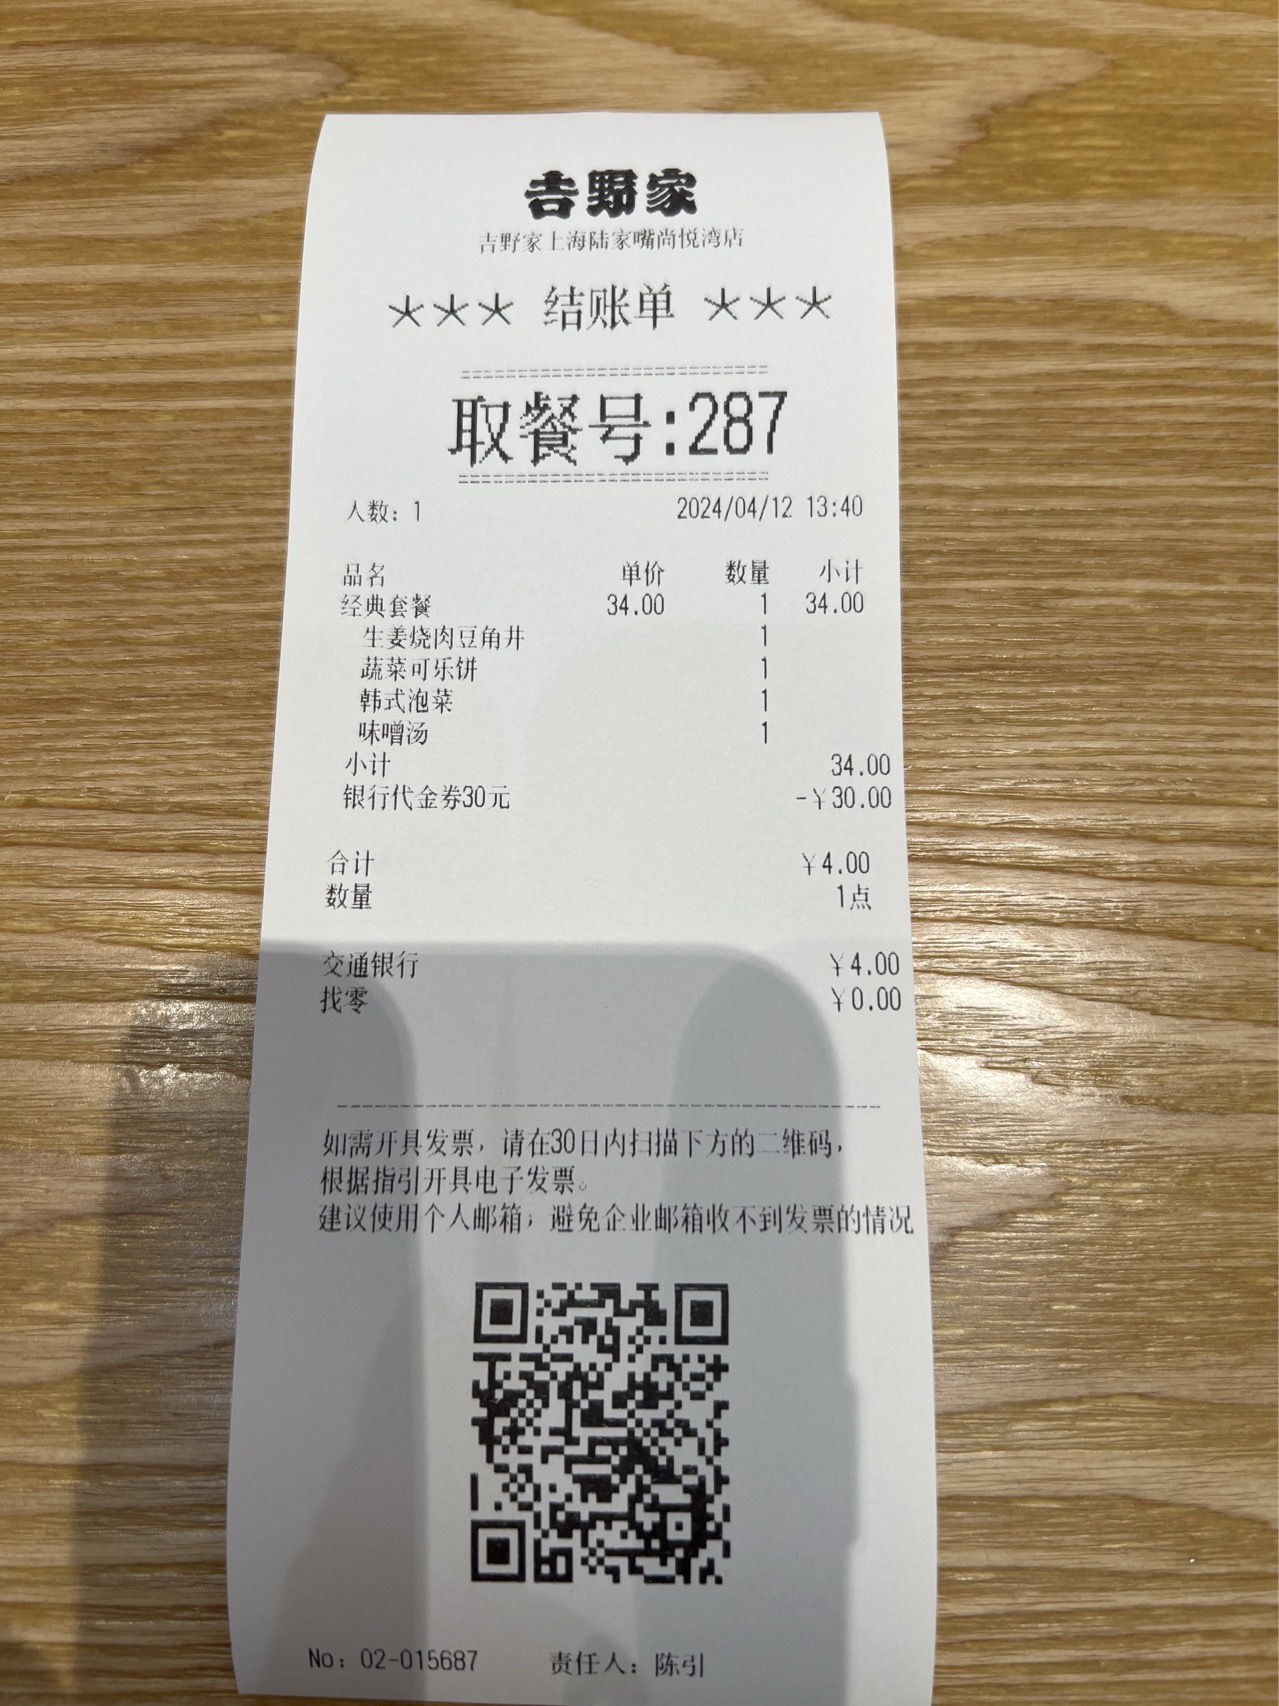 吉野家
吉野家上海陆家嘴尚悦湾店
*** 结账单 ***
========================
取餐号:287
========================
人数: 1 2024/04/12 13:40
品名 单价 数量 小计
经典套餐 34.00 1 34.00
生姜烧肉豆角丼 1
蔬菜可乐饼 1
韩式泡菜 1
味噌汤 1
小计 34.00
银行代金券30元 -¥30.00
合计 ¥4.00
数量 1点
交通银行 ¥4.00
找零 ¥0.00
如需开具发票，请在30日内扫描下方的二维码，
根据指引开具电子发票。
建议使用个人邮箱，避免企业邮箱收不到发票的情况
No: 02-015687 责任人: 陈引